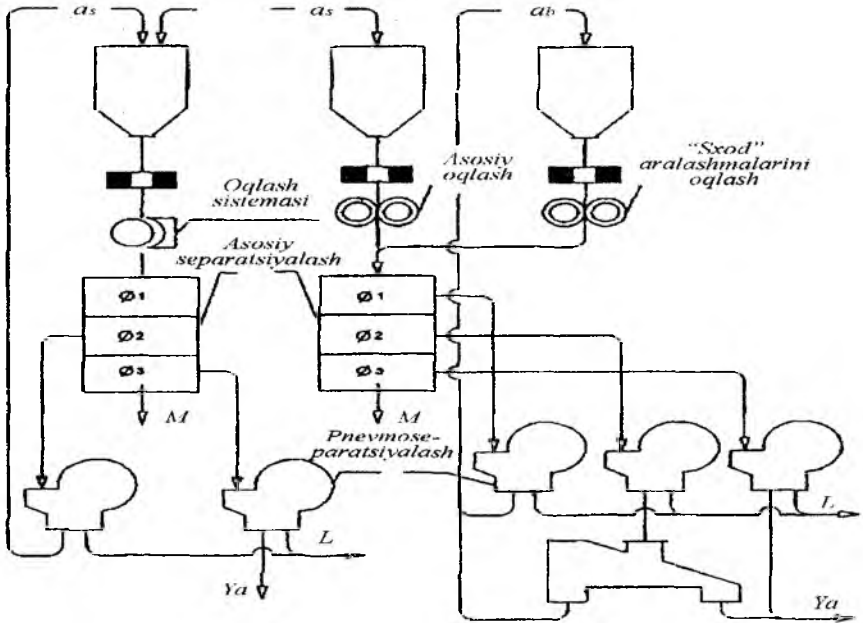 as as ab
Asosiy
oqlash
"Sxod"
aralashmalarini
oqlash
Oqlash
sistemasi
Asosiy
separatsiyalash
Ø1 Ø1
Ø2 Ø2
Ø3 Ø3
M M
Pnevmose-
paratsiyalash
L L
Ya Ya